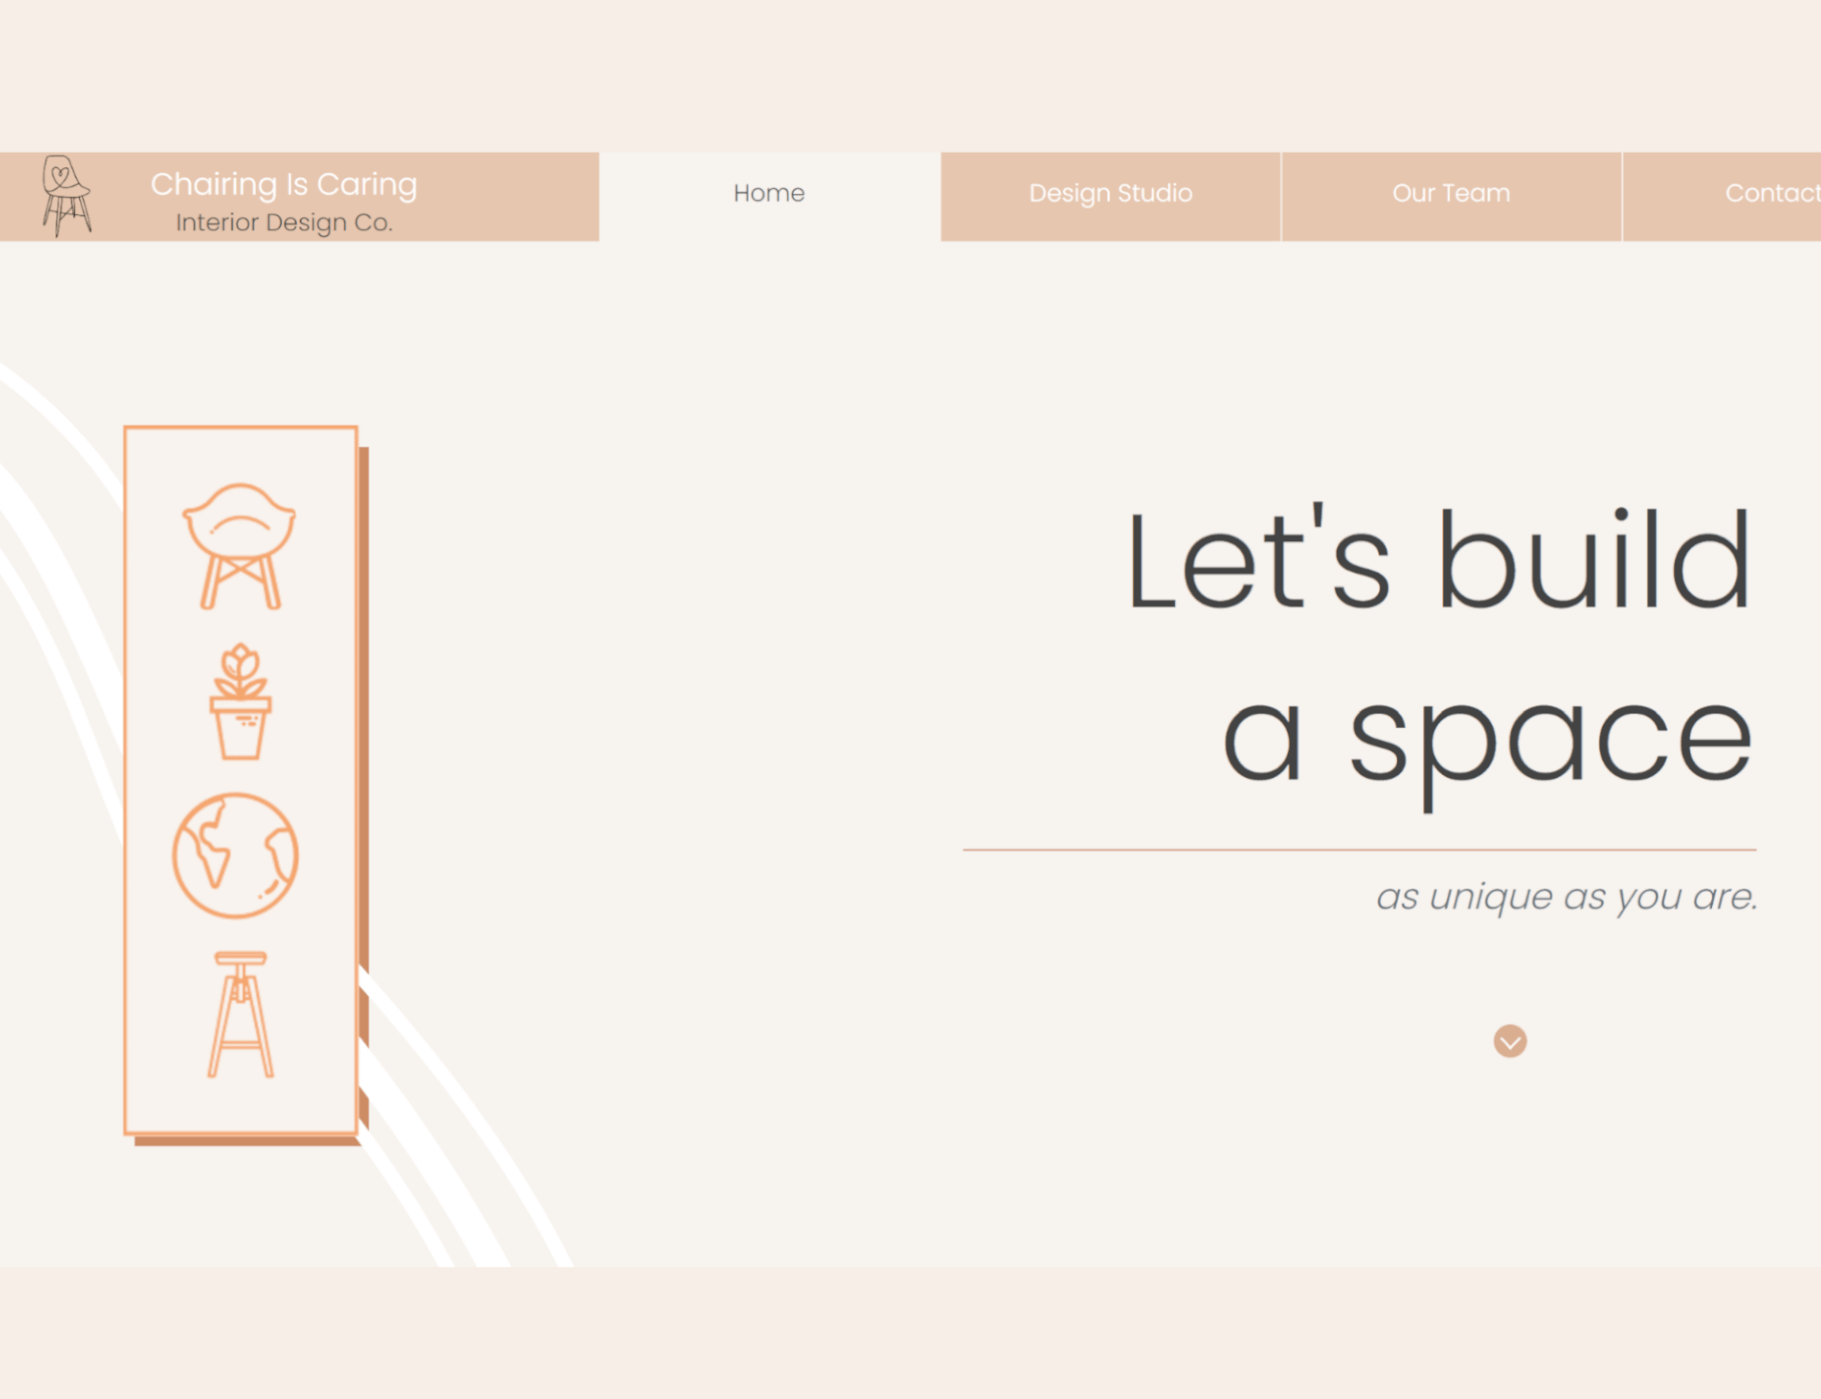 Chairing Is Caring
Interior Design Co.
Home
Design Studio
Our Team
Contact
Let's build
a space
as unique as you are.